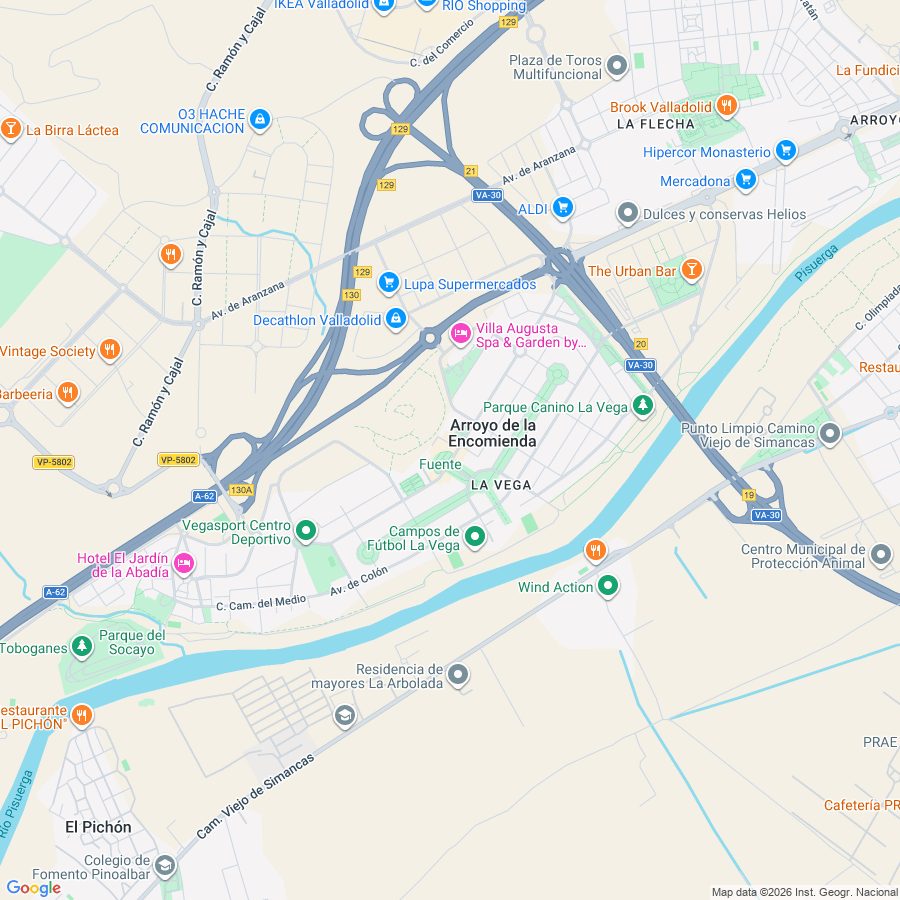 IKEA Valladolid
RIO Shopping
129
C. del Comercio
C. Ramón y Cajal
Plaza de Toros
Multifuncional
La Fundici
Brook Valladolid
LA FLECHA
ARROYO
O3 HACHE
COMUNICACION
La Birra Láctea
129
Hipercor Monasterio
21
Av. de Aranzana
129
VA-30
Mercadona
ALDI
Dulces y conservas Helios
C. Ramón y Cajal
Pisuerga
129
The Urban Bar
Lupa Supermercados
130
Av. de Aranzana
C. Olimpiada
Decathlon Valladolid
Villa Augusta
Spa & Garden by...
20
Vintage Society
VA-30
Restau
Barbeeria
C. Ramón y Cajal
Parque Canino La Vega
Arroyo de la
Encomienda
Punto Limpio Camino
Viejo de Simancas
VP-5802
VP-5802
Fuente
LA VEGA
130A
A-62
19
VA-30
Vegasport Centro
Deportivo
Campos de
Fútbol La Vega
Centro Municipal de
Protección Animal
Hotel El Jardín
de la Abadía
Av. de Colón
A-62
C. Cam. del Medio
Wind Action
Toboganes
Parque del
Socayo
Residencia de
mayores La Arbolada
estaurante
L PICHÓN"
PRAE
Río Pisuerga
Cam. Viejo de Simancas
Cafetería PR
El Pichón
Colegio de
Fomento Pinoalbar
Google
Map data ©2026 Inst. Geogr. Nacional